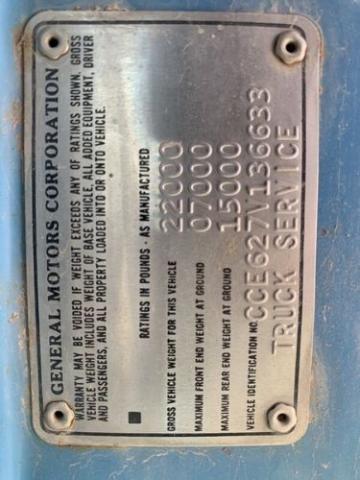 GENERAL MOTORS CORPORATION
WARRANTY MAY BE VOIDED IF WEIGHT EXCEEDS ANY OF RATINGS SHOWN. GROSS
VEHICLE WEIGHT INCLUDES WEIGHT OF BASE VEHICLE, ALL ADDED EQUIPMENT, DRIVER
AND PASSENGERS, AND ALL PROPERTY LOADED INTO OR ONTO VEHICLE.
RATINGS IN POUNDS - AS MANUFACTURED
GROSS VEHICLE WEIGHT FOR THIS VEHICLE 22000
MAXIMUM FRONT END WEIGHT AT GROUND 07000
MAXIMUM REAR END WEIGHT AT GROUND 15000
VEHICLE IDENTIFICATION NO. CCE627V136633
TRUCK SERVICE